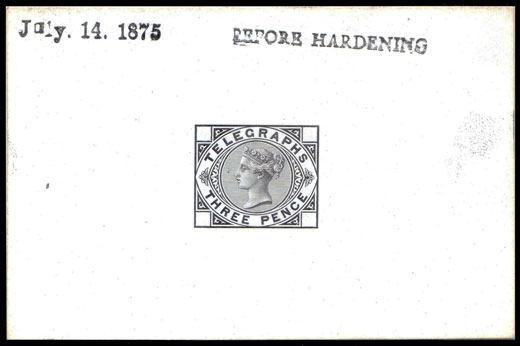 July. 14. 1875
BEFORE HARDENING
TELEGRAPHS
THREE PENCE